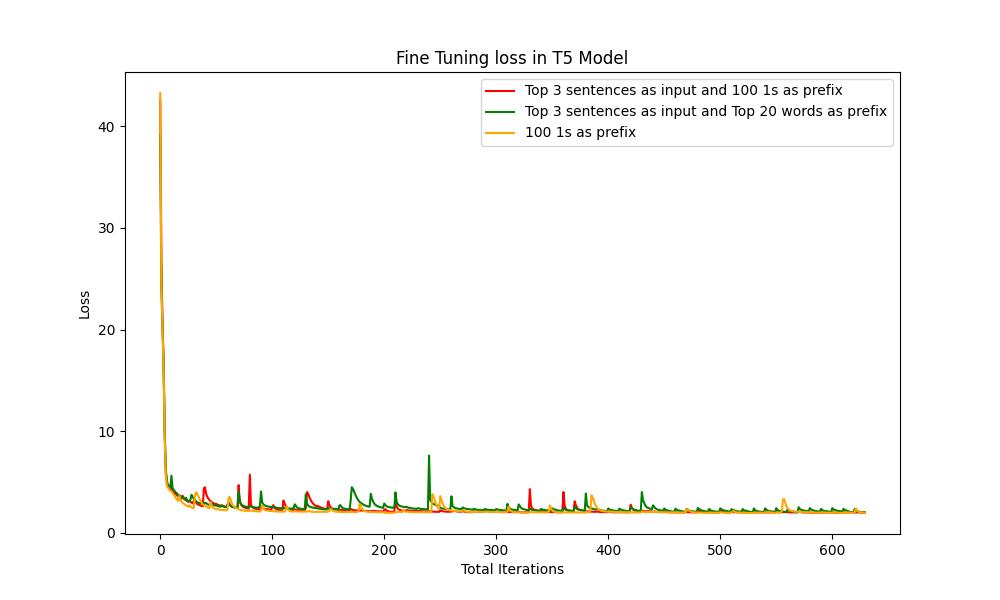 Fine Tuning loss in T5 Model
Top 3 sentences as input and 100 1s as prefix
Top 3 sentences as input and Top 20 words as prefix
100 1s as prefix
40
30
20
10
0
Loss
0 100 200 300 400 500 600
Total Iterations